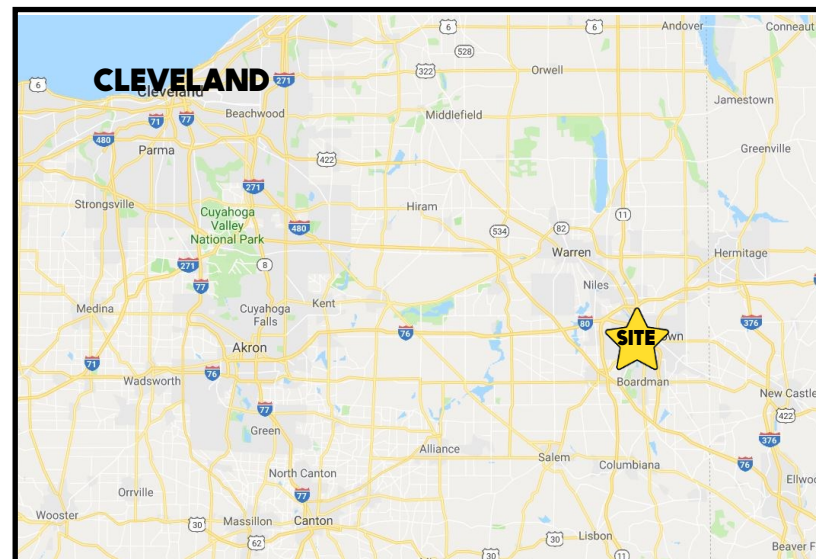 6
6
Andover
Conneaut
528
CLEVELAND
Cleveland
271
322
Orwell
6
Jamestown
71
77
Beachwood
Middlefield
480
Parma
422
Greenville
271
Strongsville
Cuyahoga
Valley
National Park
Hiram
11
480
534
82
Warren
Hermitage
271
8
77
Niles
Medina
Cuyahoga
Falls
Kent
80
376
76
SITE
own
Akron
71
76
Wadsworth
Boardman
New Castle
77
422
Green
376
Alliance
Salem
Columbiana
76
North Canton
Ellwo
Orrville
77
Wooster
30
Massillon
Canton
62
30
30
Lisbon
11
Beaver F